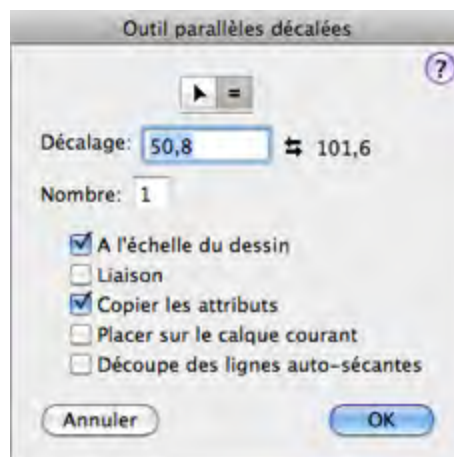 Outil parallèles décalées
?
=
Décalage: 50,8 101,6
Nombre: 1
A l'échelle du dessin
Liaison
Copier les attributs
Placer sur le calque courant
Découpe des lignes auto-sécantes
Annuler OK